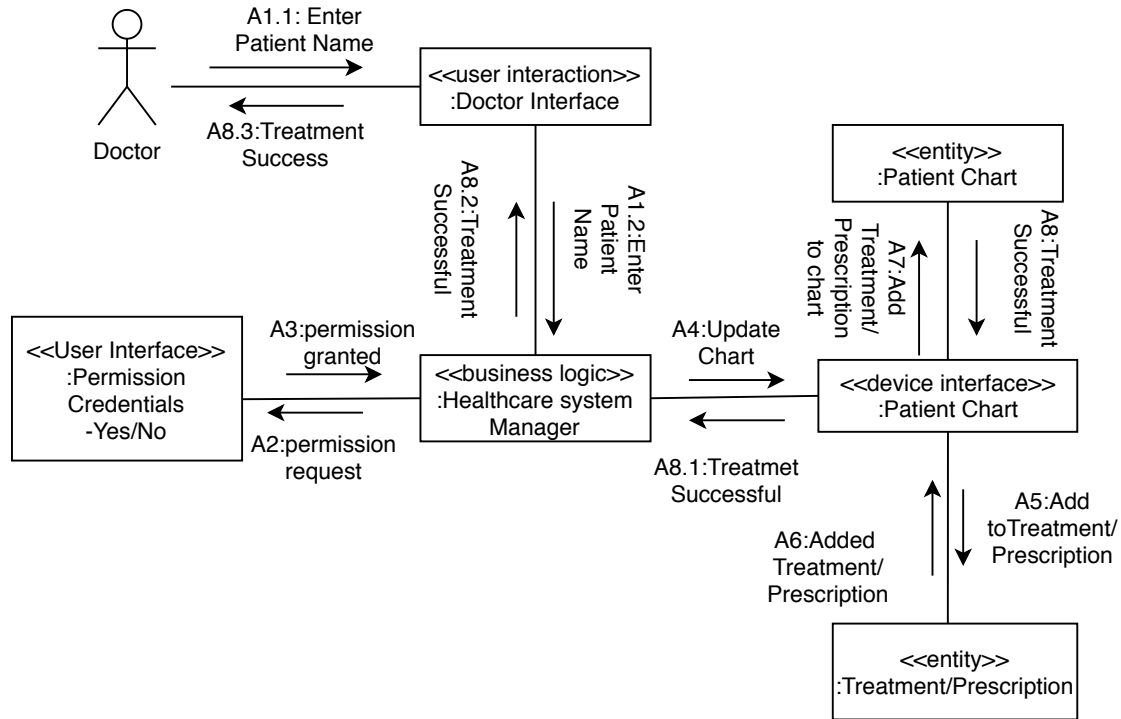 A1.1: Enter
Patient Name
<<user interaction>>
:Doctor Interface
A8.3:Treatment
Success
Doctor
<<entity>>
:Patient Chart
A8.2:Treatment
Successful
A1.2:Enter
Patient
Name
A7:Add
Treatment/
Prescription
to chart
A8:Treatment
Successful
<<User Interface>>
:Permission
Credentials
-Yes/No
A3:permission
granted
A2:permission
request
<<business logic>>
:Healthcare system
Manager
A4:Update
Chart
A8.1:Treatmet
Successful
<<device interface>>
:Patient Chart
A6:Added
Treatment/
Prescription
A5:Add
toTreatment/
Prescription
<<entity>>
:Treatment/Prescription